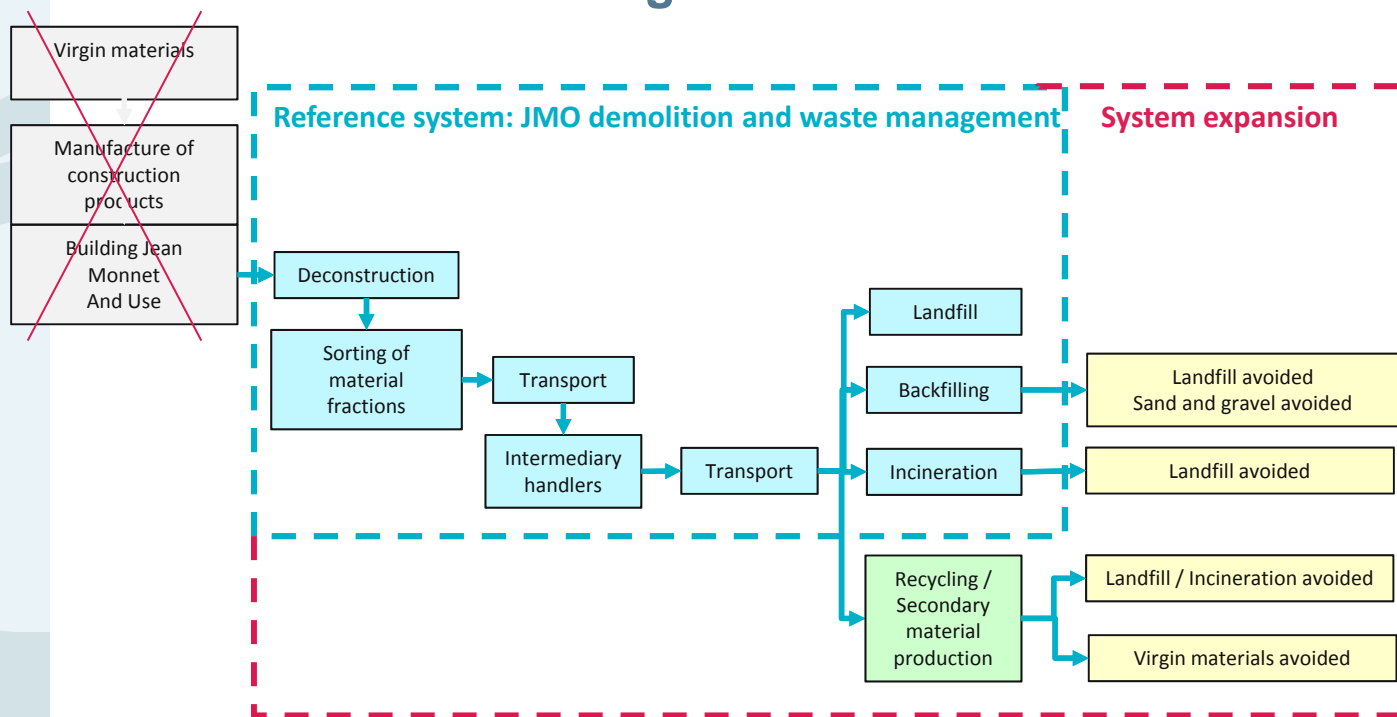 Virgin materials
Manufacture of
construction
products
Building Jean
Monnet
And Use
Reference system: JMO demolition and waste management
System expansion
Deconstruction
Sorting of
material
fractions
Transport
Intermediary
handlers
Transport
Landfill
Backfilling
Incineration
Recycling /
Secondary
material
production
Landfill avoided
Sand and gravel avoided
Landfill avoided
Landfill / Incineration avoided
Virgin materials avoided